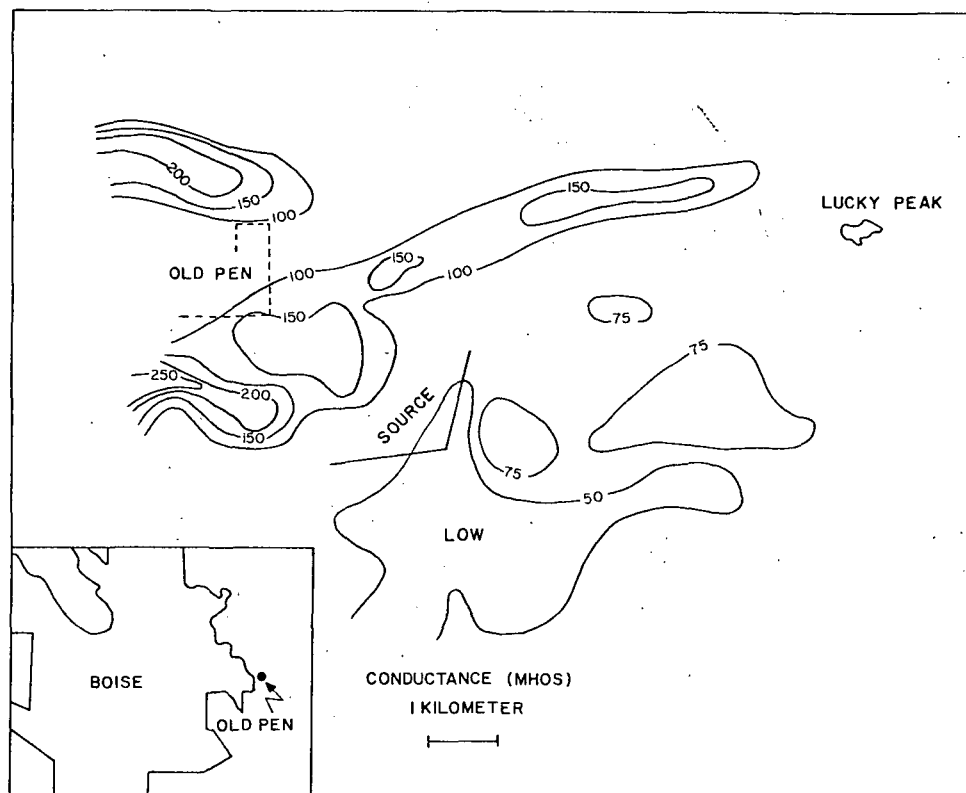 200
150
100
150
LUCKY PEAK
OLD PEN
100
150
100
150
75
75
250
200
150
SOURCE
75
50
LOW
BOISE
OLD PEN
CONDUCTANCE (MHOS)
1 KILOMETER